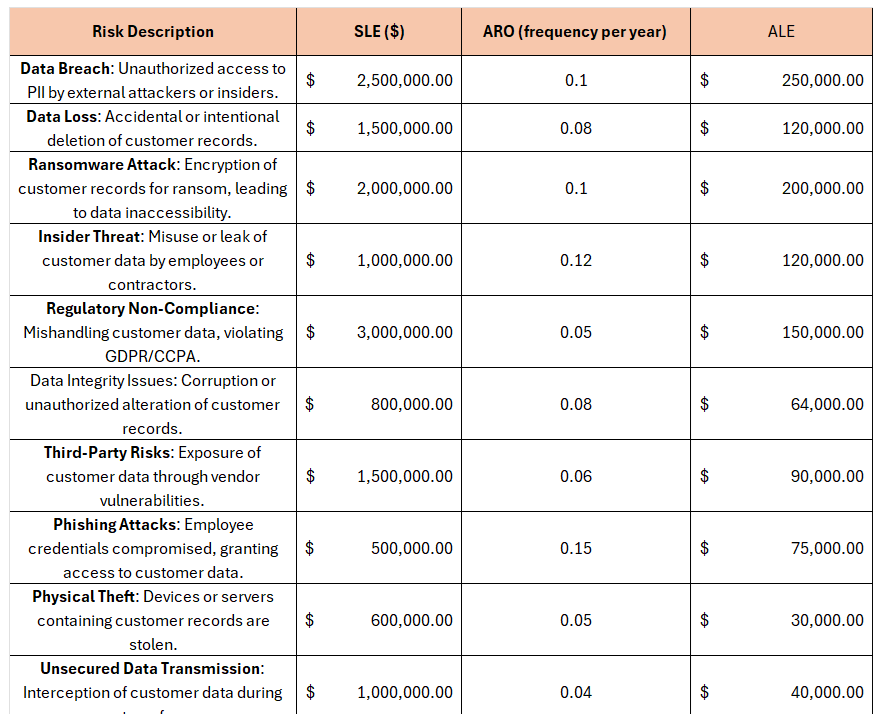 Risk Description SLE ($) ARO (frequency per year) ALE
Data Breach: Unauthorized access to
PII by external attackers or insiders.
$ 2,500,000.00 0.1 $ 250,000.00
Data Loss: Accidental or intentional
deletion of customer records.
$ 1,500,000.00 0.08 $ 120,000.00
Ransomware Attack: Encryption of
customer records for ransom, leading
to data inaccessibility.
$ 2,000,000.00 0.1 $ 200,000.00
Insider Threat: Misuse or leak of
customer data by employees or
contractors.
$ 1,000,000.00 0.12 $ 120,000.00
Regulatory Non-Compliance:
Mishandling customer data, violating
GDPR/CCPA.
$ 3,000,000.00 0.05 $ 150,000.00
Data Integrity Issues: Corruption or
unauthorized alteration of customer
records.
$ 800,000.00 0.08 $ 64,000.00
Third-Party Risks: Exposure of
customer data through vendor
vulnerabilities.
$ 1,500,000.00 0.06 $ 90,000.00
Phishing Attacks: Employee
credentials compromised, granting
access to customer data.
$ 500,000.00 0.15 $ 75,000.00
Physical Theft: Devices or servers
containing customer records are
stolen.
$ 600,000.00 0.05 $ 30,000.00
Unsecured Data Transmission:
Interception of customer data during
$ 1,000,000.00 0.04 $ 40,000.00